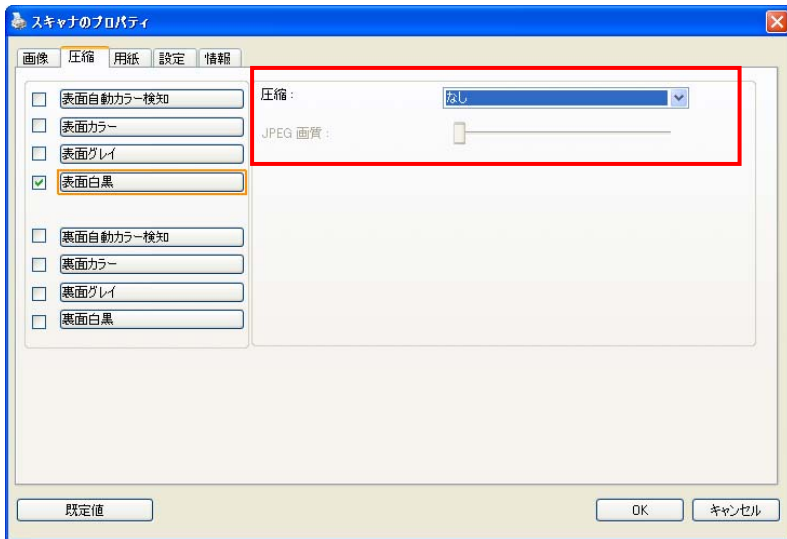 スキャナのプロパティ
画像 圧縮 用紙 設定 情報
表面自動カラー検知
表面カラー
表面グレイ
表面白黒
裏面自動カラー検知
裏面カラー
裏面グレイ
裏面白黒
圧縮 : なし
JPEG 画質 :
既定値 OK キャンセル